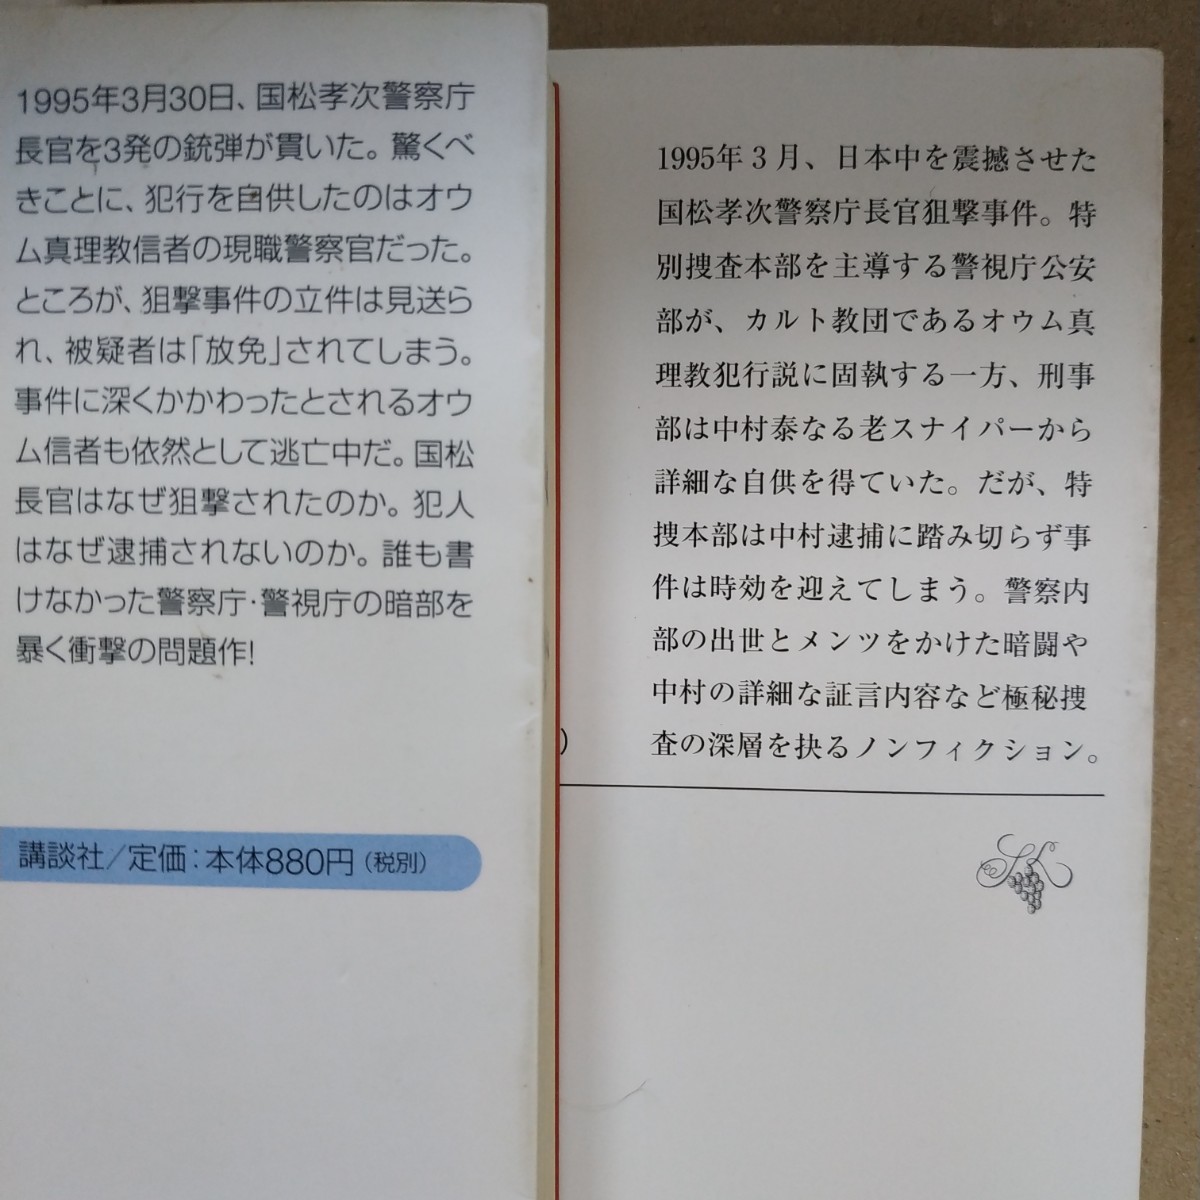 1995年3月30日、国松孝次警察庁
長官を3発の銃弾が貫いた。驚くべ
きことに、犯行を自供したのはオウ
ム真理教信者の現職警察官だった。
ところが、狙撃事件の立件は見送ら
れ、被疑者は「放免」されてしまう。
事件に深くかかわったとされるオウ
ム信者も依然として逃亡中だ。国松
長官はなぜ狙撃されたのか。犯人
はなぜ逮捕されないのか。誰も書
けなかった警察庁・警視庁の暗部を
暴く衝撃の問題作!
講談社/定価:本体880円(税別)
1995年3月、日本中を震撼させた
国松孝次警察庁長官狙撃事件。特
別捜査本部を主導する警視庁公安
部が、カルト教団であるオウム真
理教犯行説に固執する一方、刑事
部は中村泰なる老スナイパーから
詳細な自供を得ていた。だが、特
捜本部は中村逮捕に踏み切らず事
件は時効を迎えてしまう。警察内
部の出世とメンツをかけた暗闘や
中村の詳細な証言内容など極秘捜
査の深層を抉るノンフィクション。
)